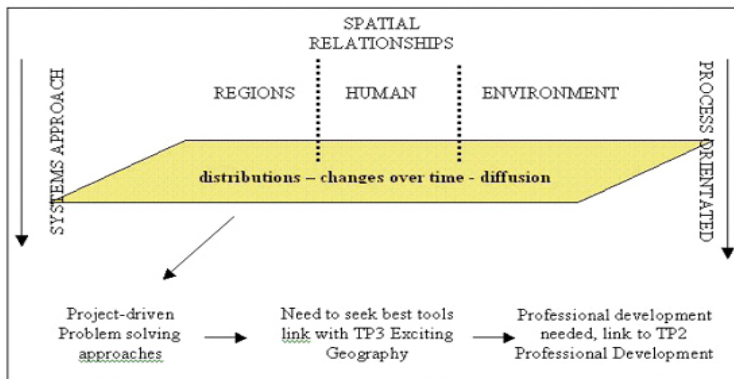 SPATIAL
RELATIONSHIPS
REGIONS HUMAN ENVIRONMENT
SYSTEMS APPROACH
PROCESS ORIENTATED
distributions – changes over time - diffusion
Project-driven
Problem solving
approaches
Need to seek best tools
link with TP3 Exciting
Geography
Professional development
needed, link to TP2
Professional Development